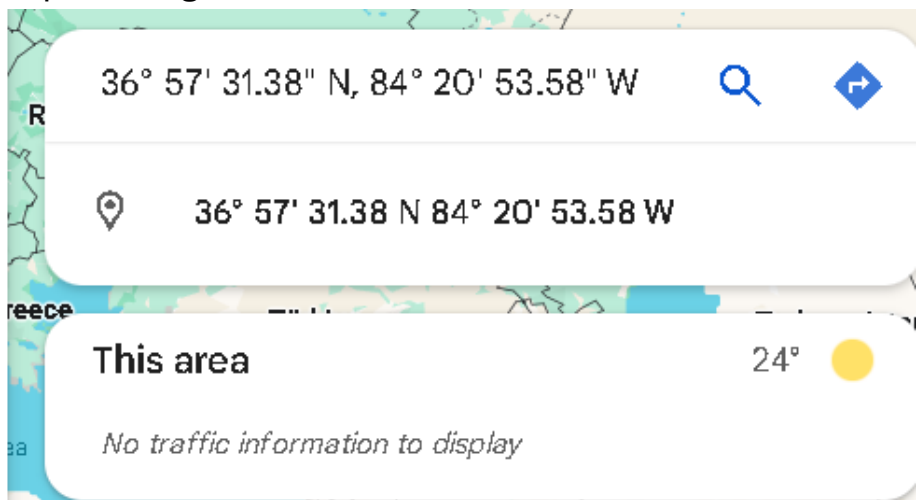 36° 57' 31.38" N, 84° 20' 53.58" W
R
36° 57' 31.38 N 84° 20' 53.58 W
reece
This area
24°
No traffic information to display
ea